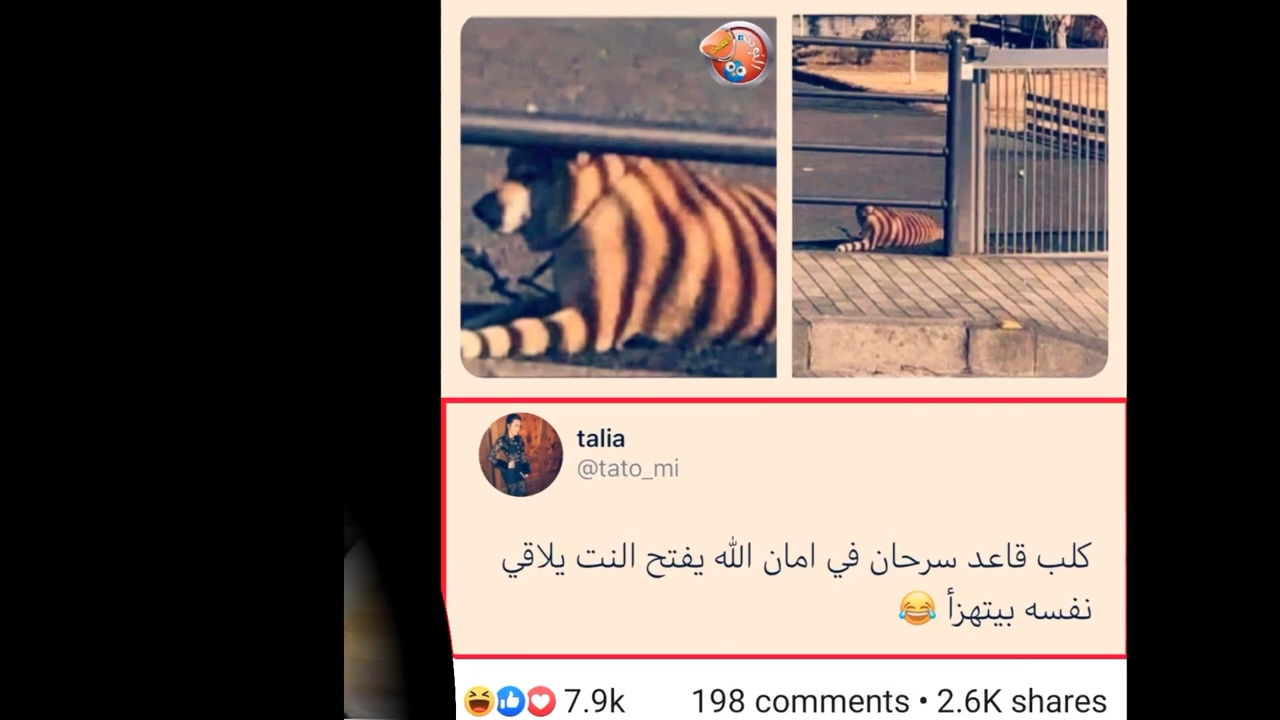 talia
@tato_mi
كلب قاعد سرحان في امان الله يفتح النت يلاقي
نفسه بيتهزأ 😂
7.9k 198 comments • 2.6K shares